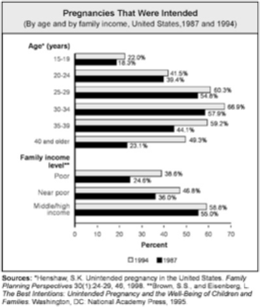 Pregnancies That Were Intended
(By age and by family income, United States,1987 and 1994)
Age* (years)
15-19
22.0%
18.3%
20-24
41.5%
39.4%
25-29
60.3%
54.8%
30-34
66.9%
57.9%
35-39
59.2%
44.1%
40 and elder
49.3%
23.1%
Family income
level**
Poor
38.6%
24.6%
Near poor
46.8%
36.0%
Middle/high
income
58.8%
55.0%
0 10 20 30 40 50 60 70
Percent
1994 1987
Sources: *Henshaw, S.K. Unintended pregnancy in the United States. Family
Planning Perspectives 30(1):24-29, 46, 1998. **Brown, S.S., and Eisenberg, L.
The Best Intentions: Unintended Pregnancy and the Well-Being of Children and
Families. Washington, DC: National Academy Press, 1995.